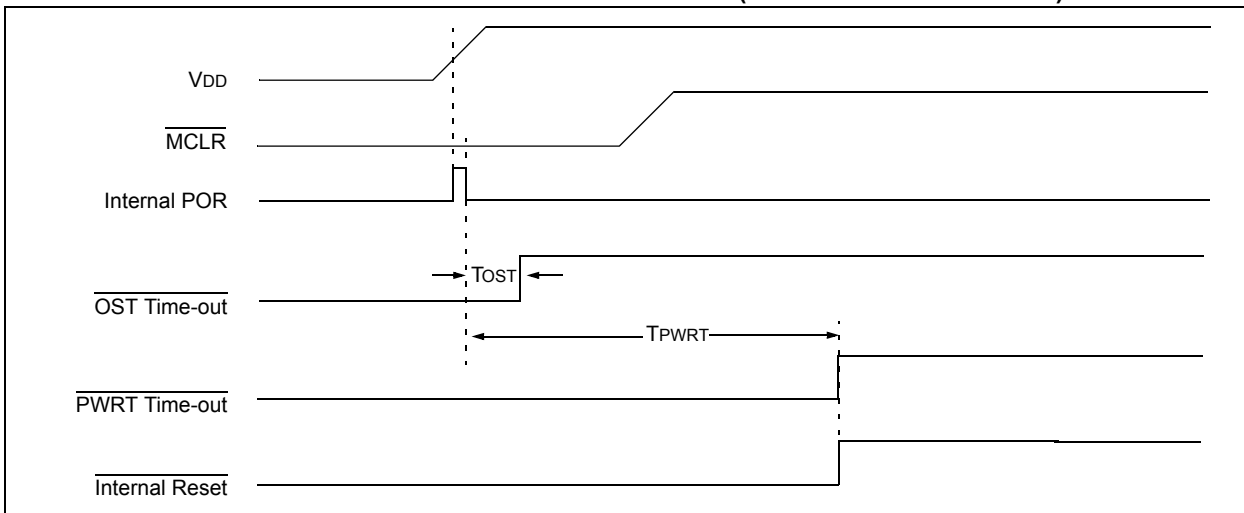 VDD
MCLR
Internal POR
TOST
OST Time-out
TPWRT
PWRT Time-out
Internal Reset